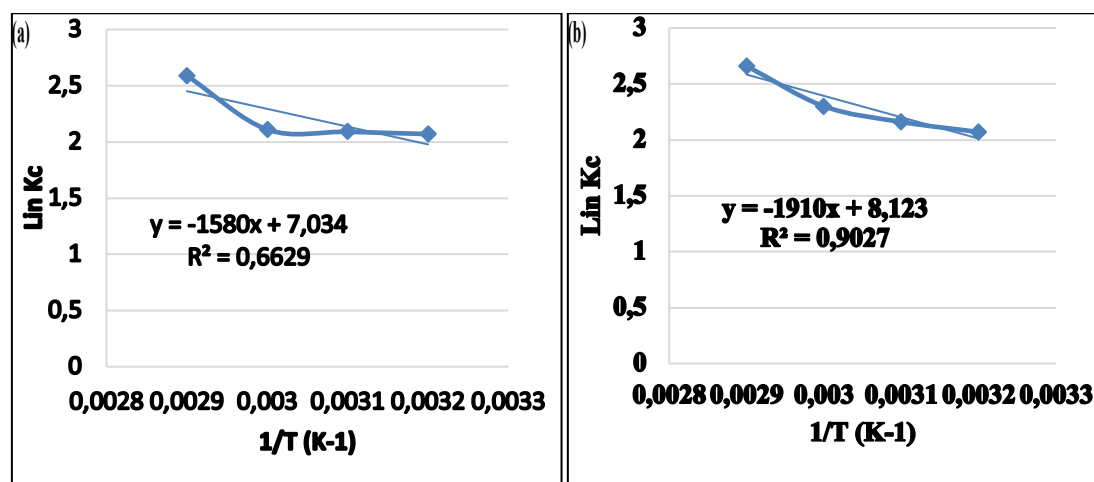 (a)
3
2,5
2
1,5
1
0,5
0
Lin Kc
y = -1580x + 7,034
R² = 0,6629
0,0028 0,0029 0,003 0,0031 0,0032 0,0033
1/T (K-1)
(b)
3
2,5
2
1,5
1
0,5
0
Lin Kc
y = -1910x + 8,123
R² = 0,9027
0,0028 0,0029 0,003 0,0031 0,0032 0,0033
1/T (K-1)